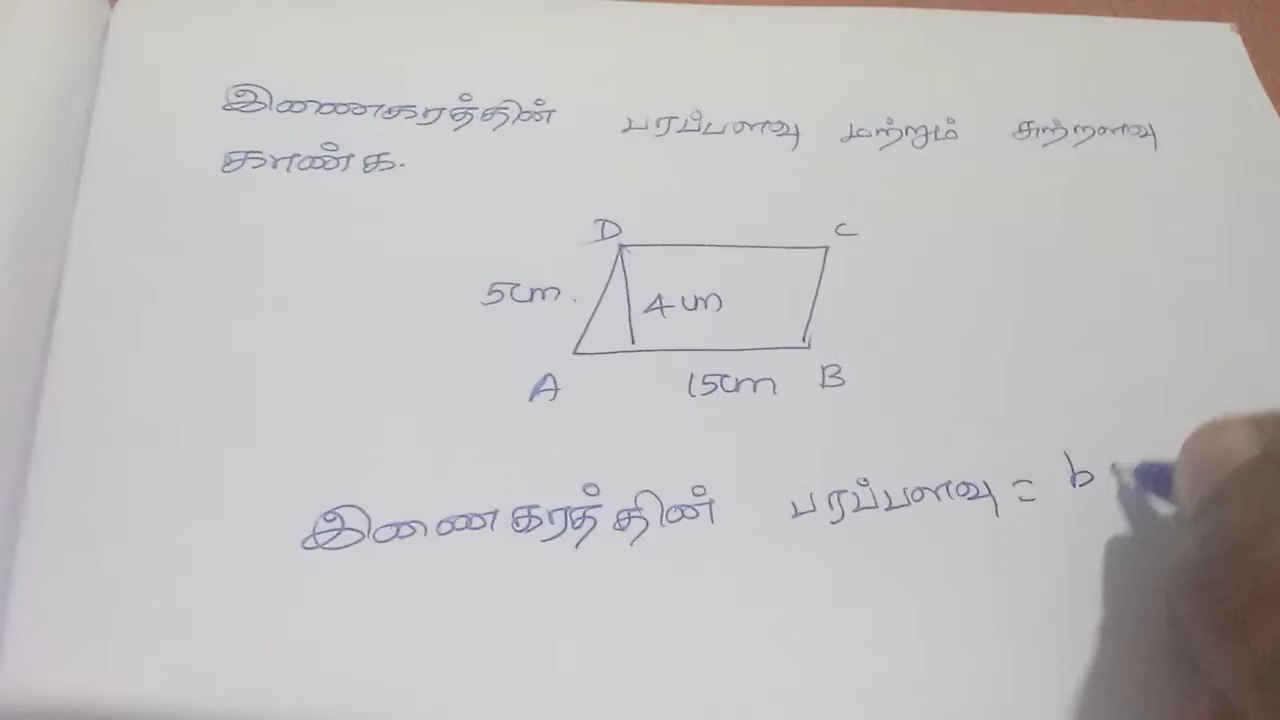 இணைகரத்தின் பரப்பளவு மற்றும் சுற்றளவு
காண்க.
D C
5cm. 4cm
A 15cm B
இணைகரத்தின் பரப்பளவு = b